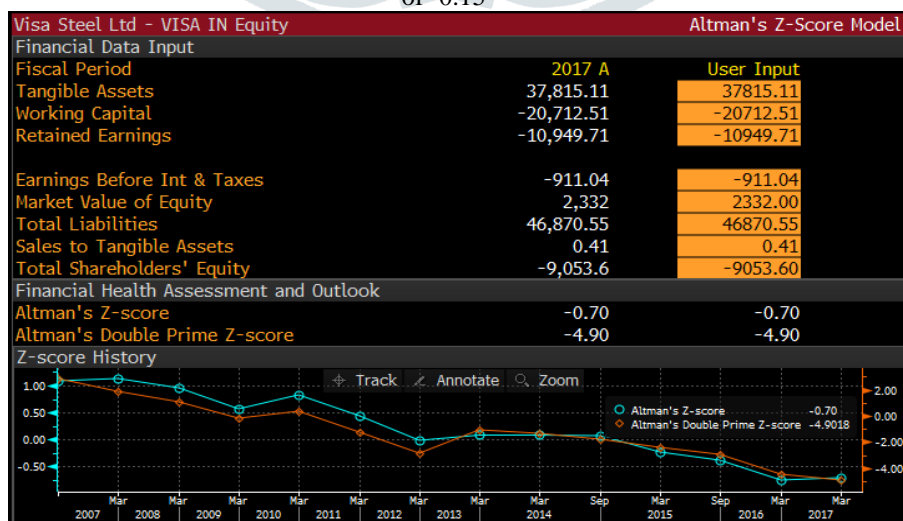 or -0.15
Visa Steel Ltd - VISA IN Equity Altman's Z-Score Model
Financial Data Input
Fiscal Period 2017 A User Input
Tangible Assets 37,815.11 37815.11
Working Capital -20,712.51 -20712.51
Retained Earnings -10,949.71 -10949.71
Earnings Before Int & Taxes -911.04 -911.04
Market Value of Equity 2,332 2332.00
Total Liabilities 46,870.55 46870.55
Sales to Tangible Assets 0.41 0.41
Total Shareholders' Equity -9,053.6 -9053.60
Financial Health Assessment and Outlook
Altman's Z-score -0.70 -0.70
Altman's Double Prime Z-score -4.90 -4.90
Z-score History
Track Annotate Zoom
1.00 2.00
0.50 0.00
0.00 -2.00
-0.50 -4.00
Altman's Z-score -0.70
Altman's Double Prime Z-score -4.9018
Mar Mar Mar Mar Mar Mar Mar Mar Sep Mar Sep Mar Mar
2007 2008 2009 2010 2011 2012 2013 2014 2015 2016 2017